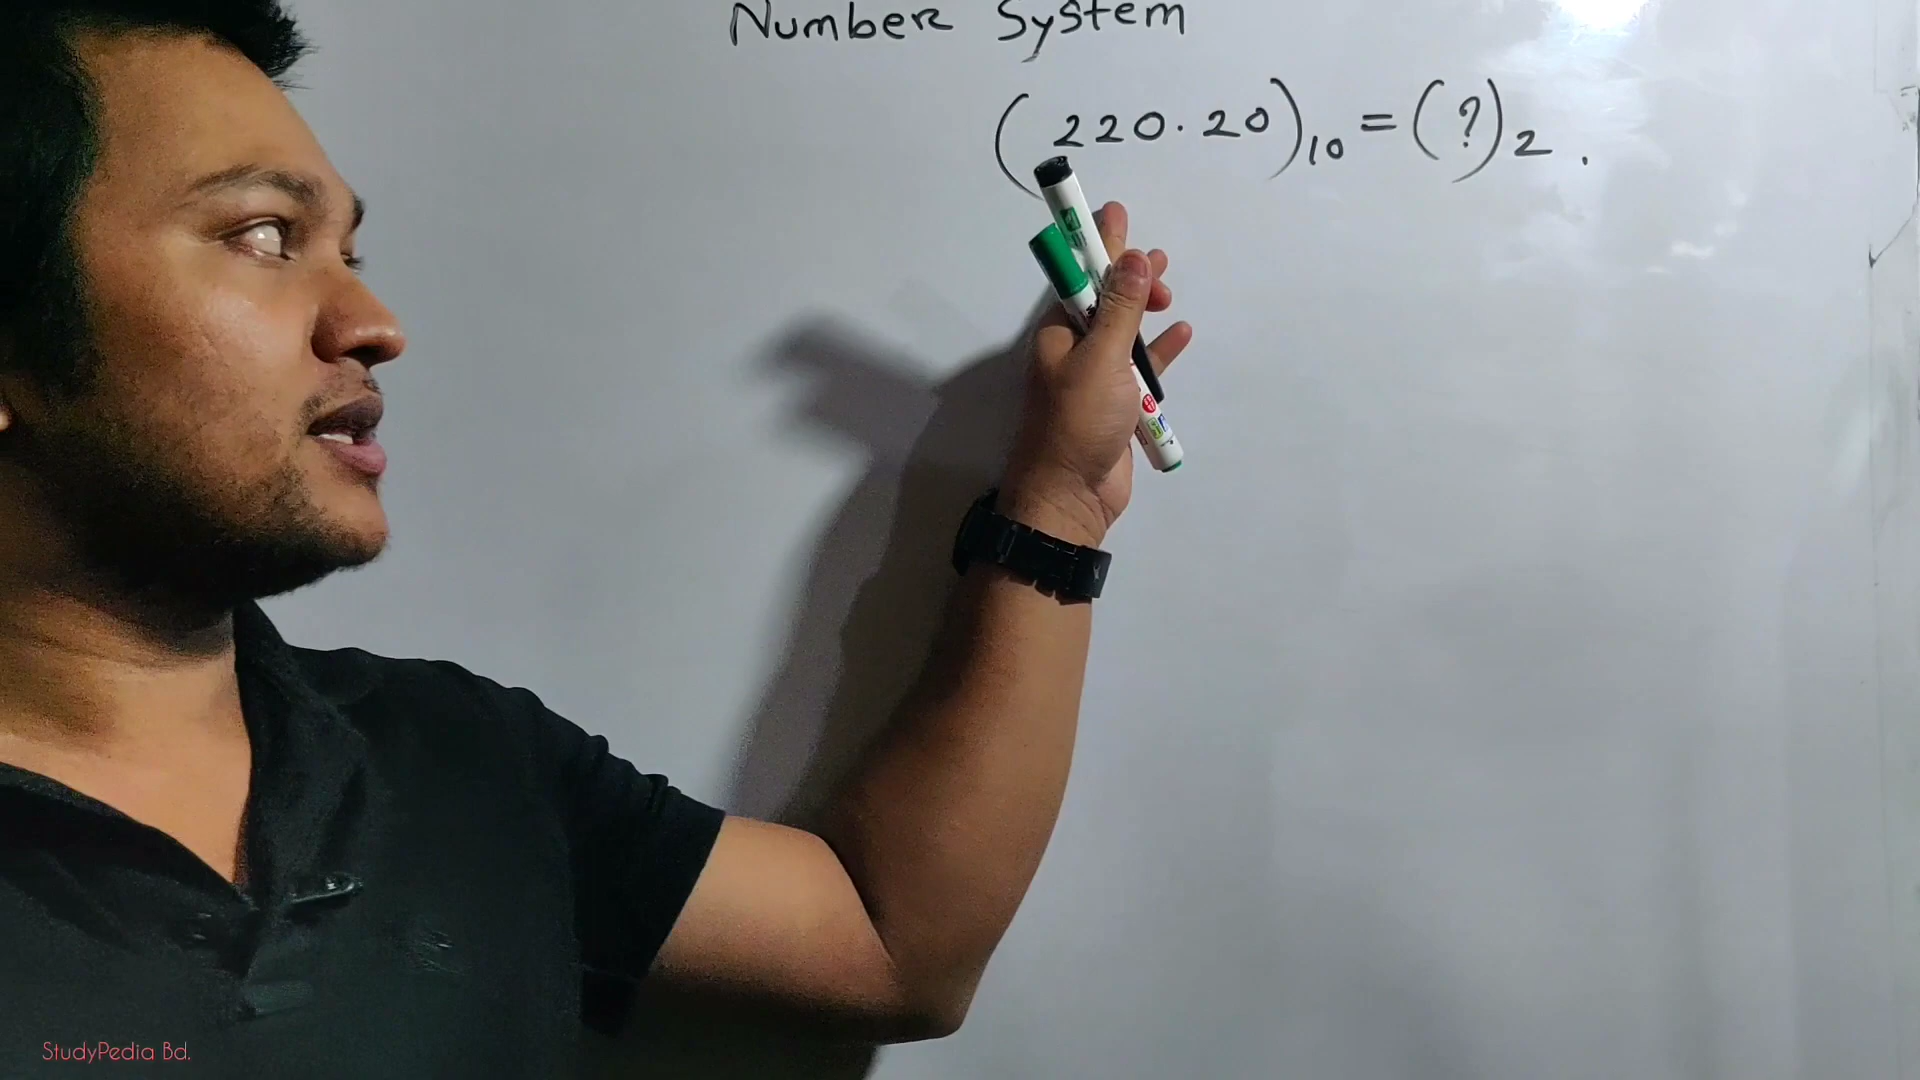 Number System
(220.20)₁₀ = (?)₂ .
StudyPedia Bd.